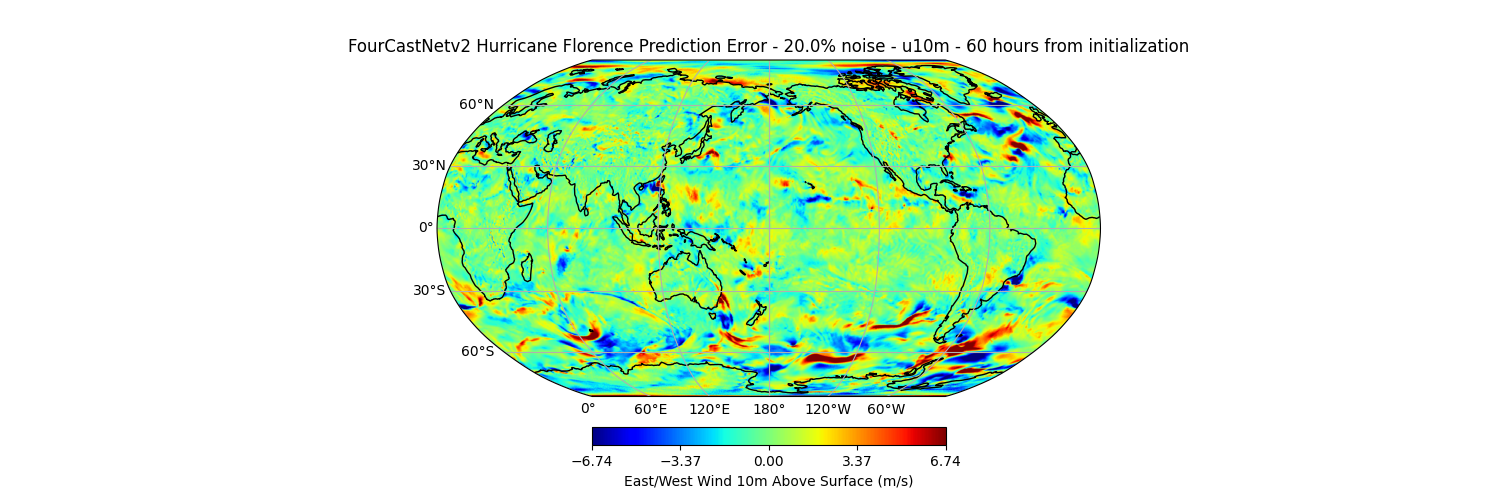 FourCastNetv2 Hurricane Florence Prediction Error - 20.0% noise - u10m - 60 hours from initialization
60°N
30°N
0°
30°S
60°S
0° 60°E 120°E 180° 120°W 60°W
−6.74 −3.37 0.00 3.37 6.74
East/West Wind 10m Above Surface (m/s)